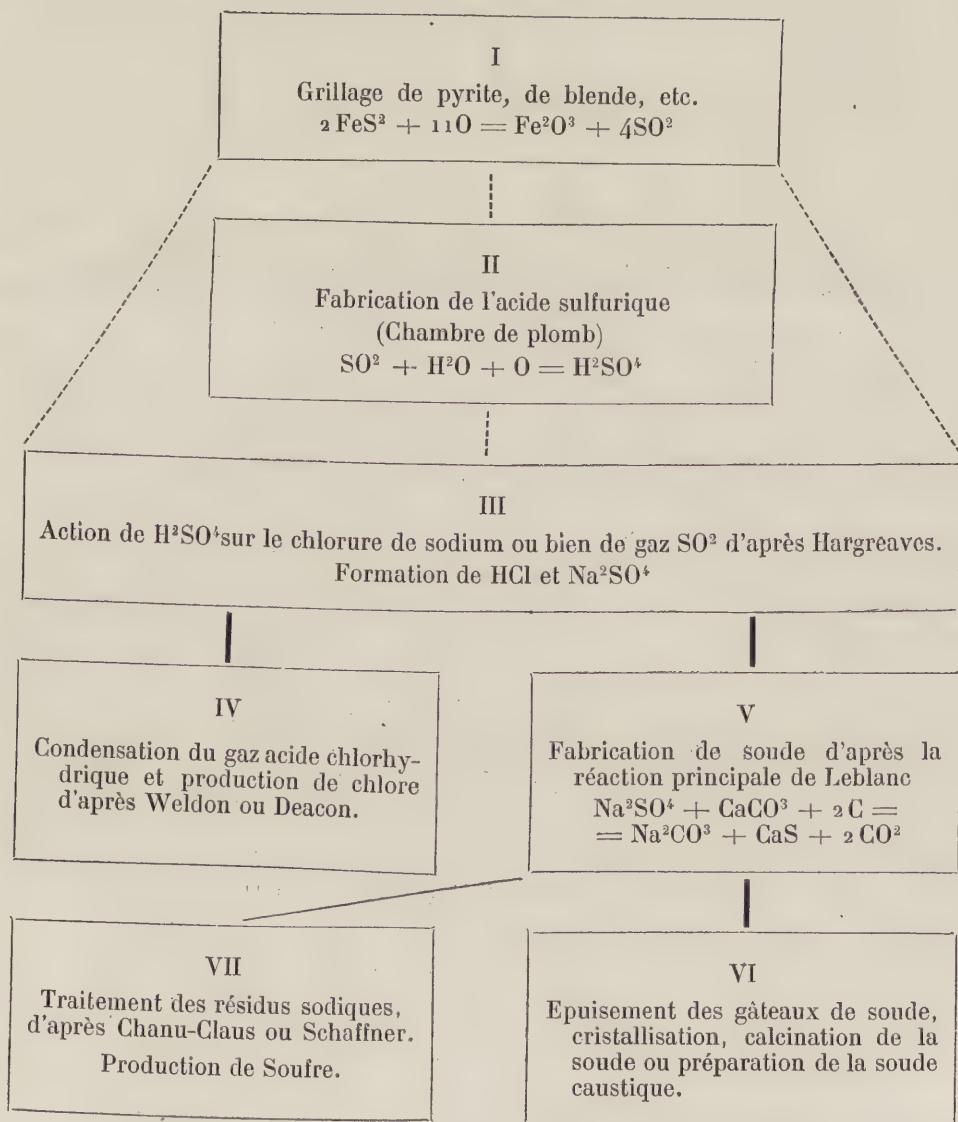 I
Grillage de pyrite, de blende, etc.
2 FeS² + 11O = Fe²O³ + 4SO²
II
Fabrication de l'acide sulfurique
(Chambre de plomb)
SO² + H²O + O = H²SO⁴
III
Action de H²SO⁴ sur le chlorure de sodium ou bien de gaz SO² d'après Hargreaves.
Formation de HCl et Na²SO⁴
IV
Condensation du gaz acide chlorhy-
drique et production de chlore
d'après Weldon ou Deacon.
V
Fabrication de soude d'après la
réaction principale de Leblanc
Na²SO⁴ + CaCO³ + 2 C =
= Na²CO³ + CaS + 2 CO²
VII
Traitement des résidus sodiques,
d'après Chanu-Claus ou Schaffner.
Production de Soufre.
VI
Epuisement des gâteaux de soude,
cristallisation, calcination de la
soude ou préparation de la soude
caustique.